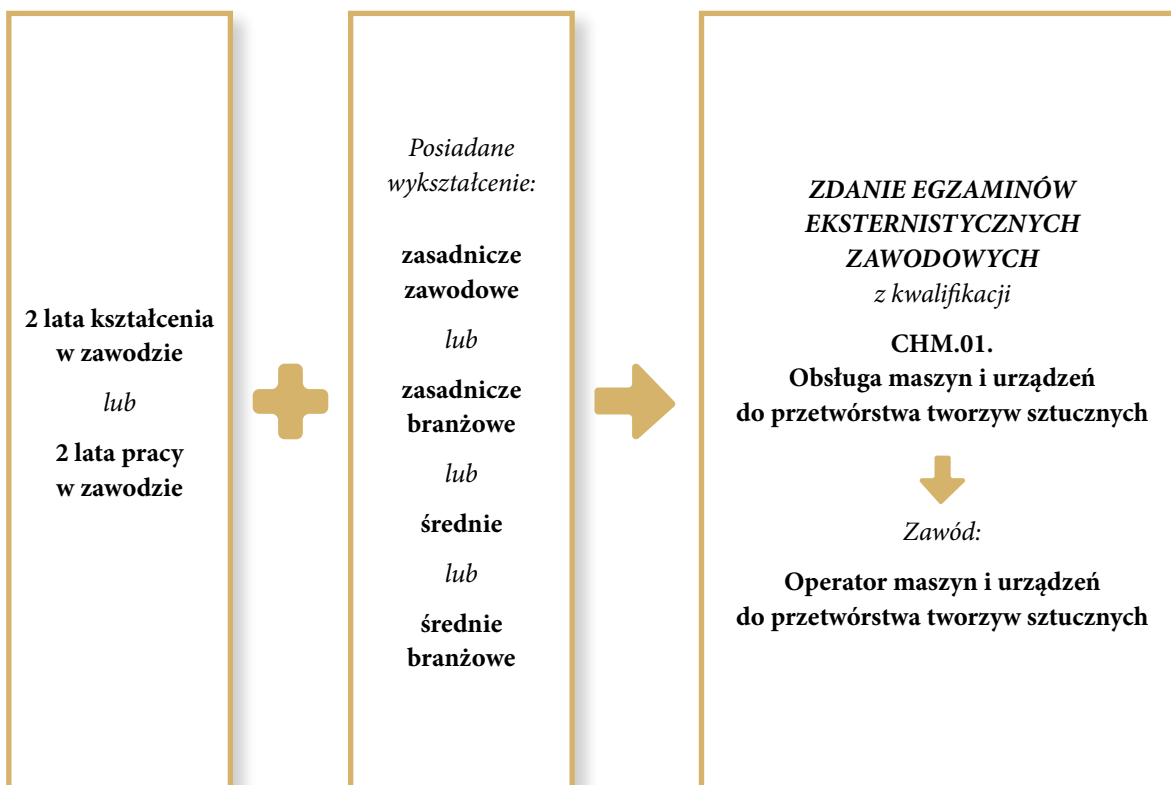 2 lata kształcenia
w zawodzie
lub
2 lata pracy
w zawodzie
Posiadane
wykształcenie:
zasadnicze
zawodowe
lub
zasadnicze
branżowe
lub
średnie
lub
średnie
branżowe
ZDANIE EGZAMINÓW
EKSTERNISTYCZNYCH
ZAWODOWYCH
z kwalifikacji
CHM.01.
Obsługa maszyn i urządzeń
do przetwórstwa tworzyw sztucznych
Zawód:
Operator maszyn i urządzeń
do przetwórstwa tworzyw sztucznych